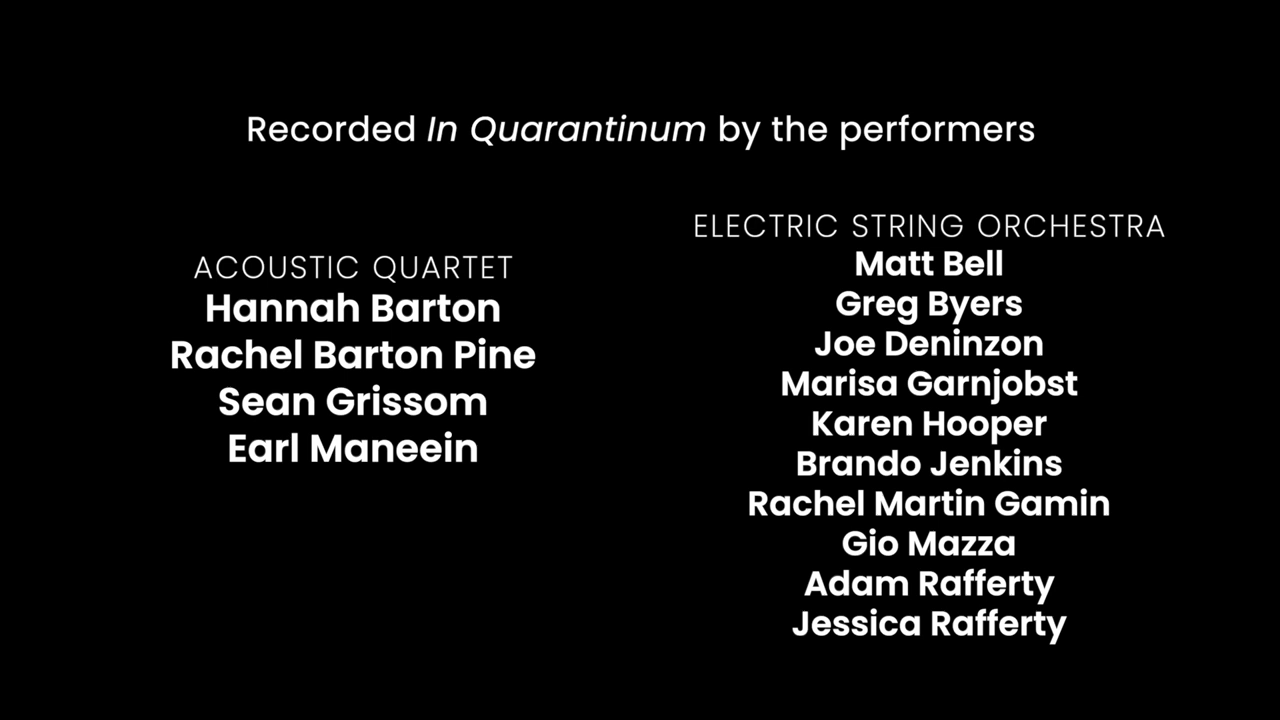 Recorded In Quarantinum by the performers
ACOUSTIC QUARTET
Hannah Barton
Rachel Barton Pine
Sean Grissom
Earl Maneein
ELECTRIC STRING ORCHESTRA
Matt Bell
Greg Byers
Joe Deninzon
Marisa Garnjobst
Karen Hooper
Brando Jenkins
Rachel Martin Gamin
Gio Mazza
Adam Rafferty
Jessica Rafferty